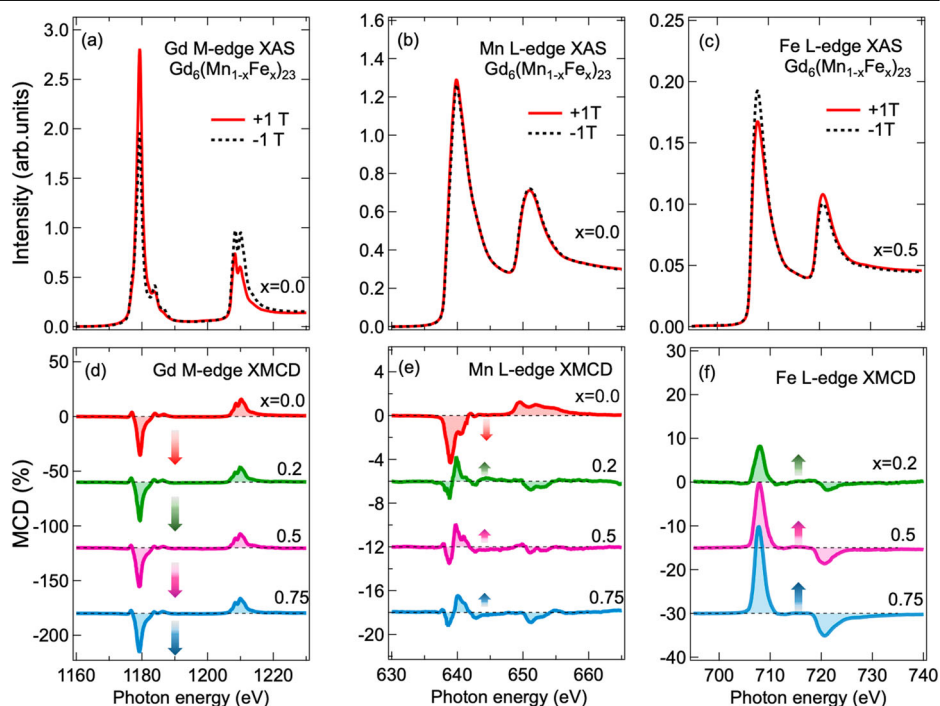 (a)
Gd M-edge XAS
Gd6(Mn1-xFex)23
+1 T
-1 T
x=0.0
Intensity (arb.units)
3.0
2.5
2.0
1.5
1.0
0.5
0.0
(b)
Mn L-edge XAS
Gd6(Mn1-xFex)23
+1T
-1T
x=0.0
1.6
1.4
1.2
1.0
0.8
0.6
0.4
0.2
0.0
(c)
Fe L-edge XAS
Gd6(Mn1-xFex)23
+1T
-1T
x=0.5
0.25
0.20
0.15
0.10
0.05
0.00
(d)
Gd M-edge XMCD
x=0.0
0.2
0.5
0.75
MCD (%)
50
0
-50
-100
-150
-200
1160
1180
1200
1220
Photon energy (eV)
(e)
Mn L-edge XMCD
x=0.0
0.2
0.5
0.75
4
0
-4
-8
-12
-16
630
640
650
660
Photon energy (eV)
(f)
Fe L-edge XMCD
x=0.2
0.5
0.75
30
20
10
0
-10
-20
-30
-40
700
710
720
730
740
Photon energy (eV)